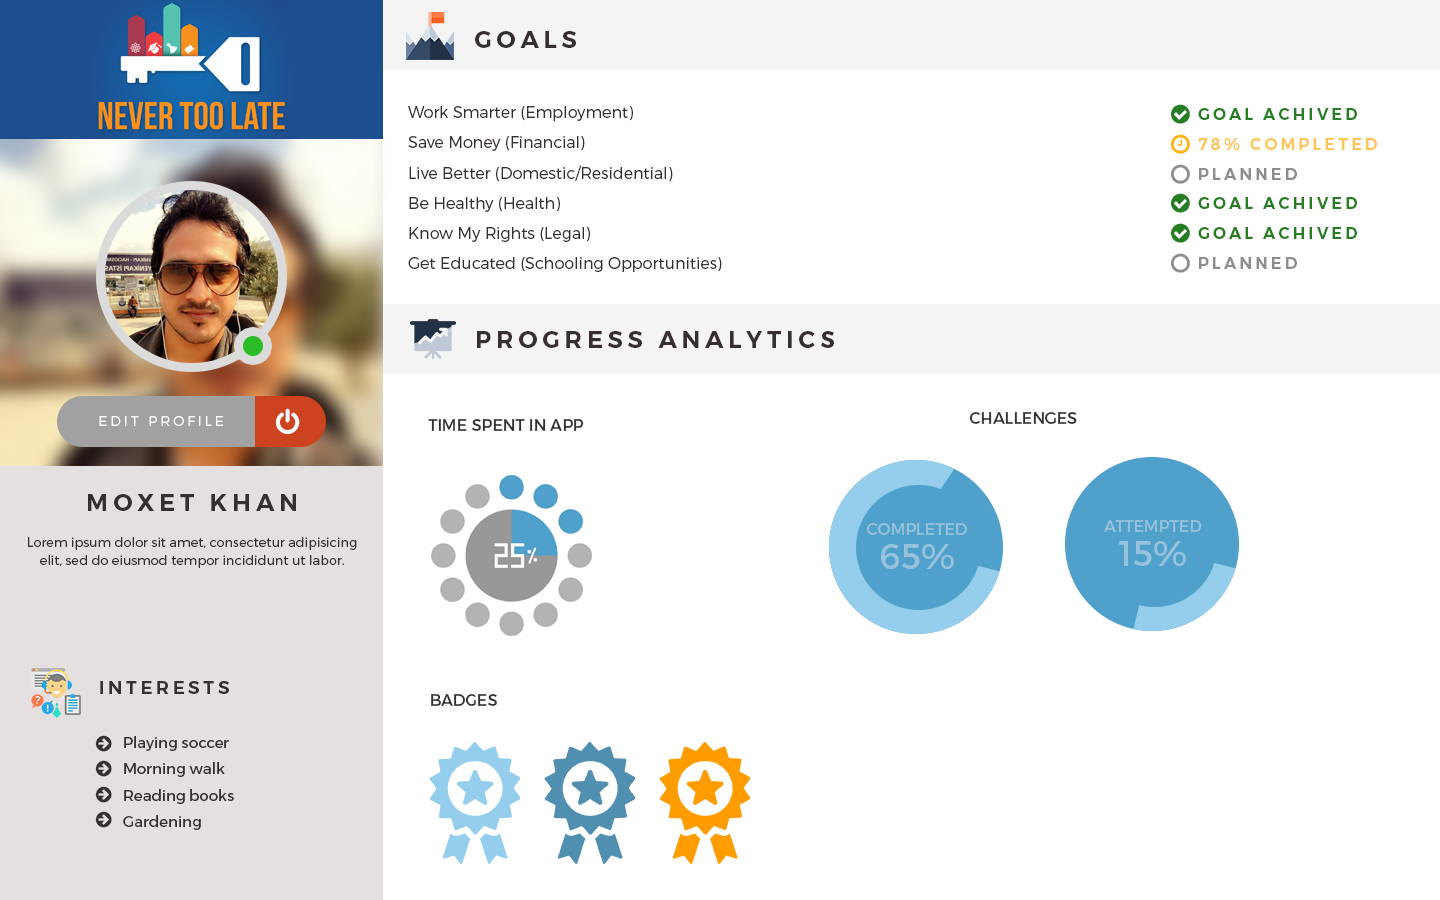 NEVER TOO LATE
EDIT PROFILE
MOXET KHAN
Lorem ipsum dolor sit amet, consectetur adipisicing
elit, sed do eiusmod tempor incididunt ut labor.
INTERESTS
Playing soccer
Morning walk
Reading books
Gardening
GOALS
Work Smarter (Employment) GOAL ACHIVED
Save Money (Financial) 78% COMPLETED
Live Better (Domestic/Residential) PLANNED
Be Healthy (Health) GOAL ACHIVED
Know My Rights (Legal) GOAL ACHIVED
Get Educated (Schooling Opportunities) PLANNED
PROGRESS ANALYTICS
TIME SPENT IN APP
25%
CHALLENGES
COMPLETED
65%
ATTEMPTED
15%
BADGES